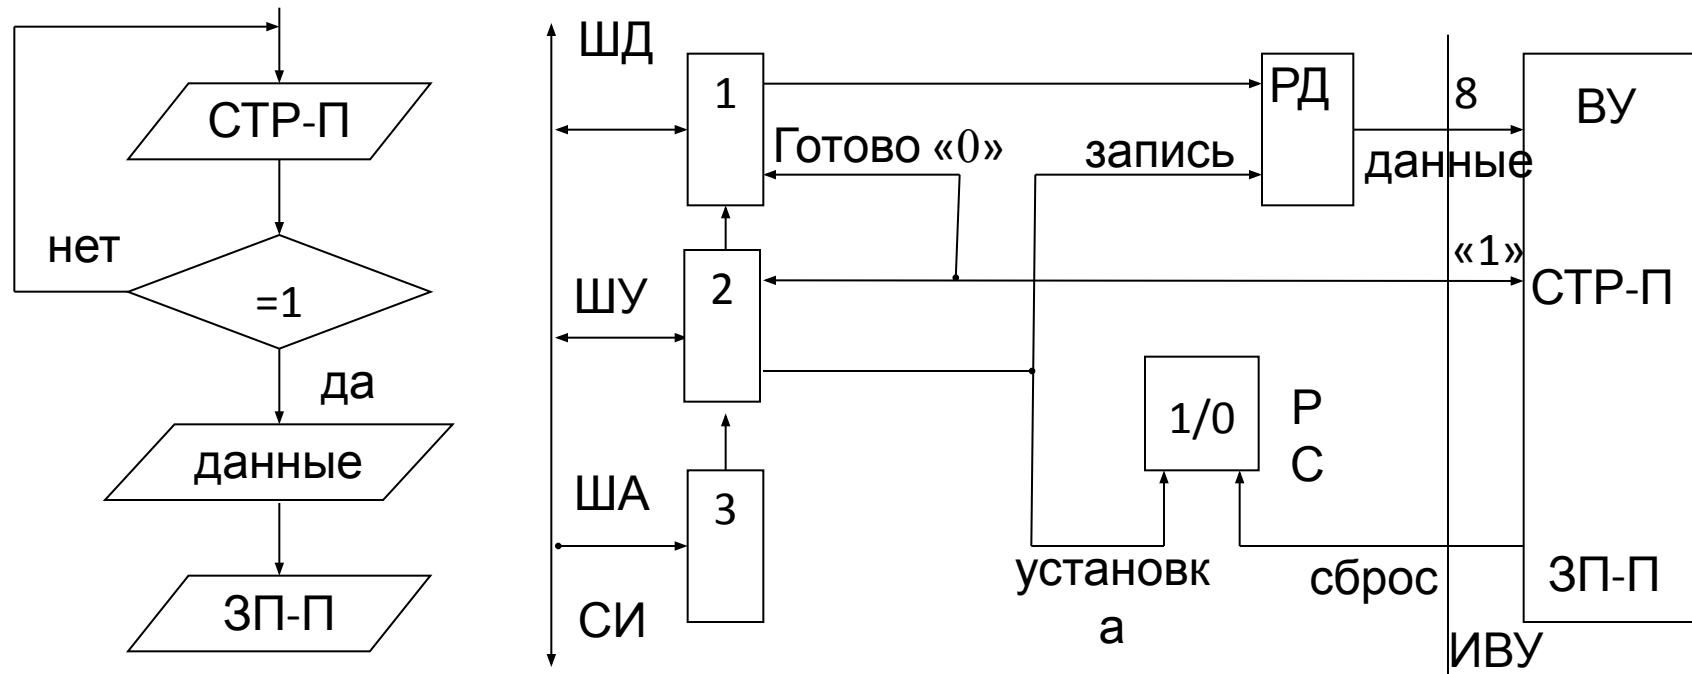 СТР-П
нет
=1
да
данные
ЗП-П
ШД
1
РД
8
ВУ
Готово «0»
запись
данные
«1»
ШУ
2
СТР-П
1/0
Р
С
ША
3
установк
а
сброс
ЗП-П
СИ
ИВУ